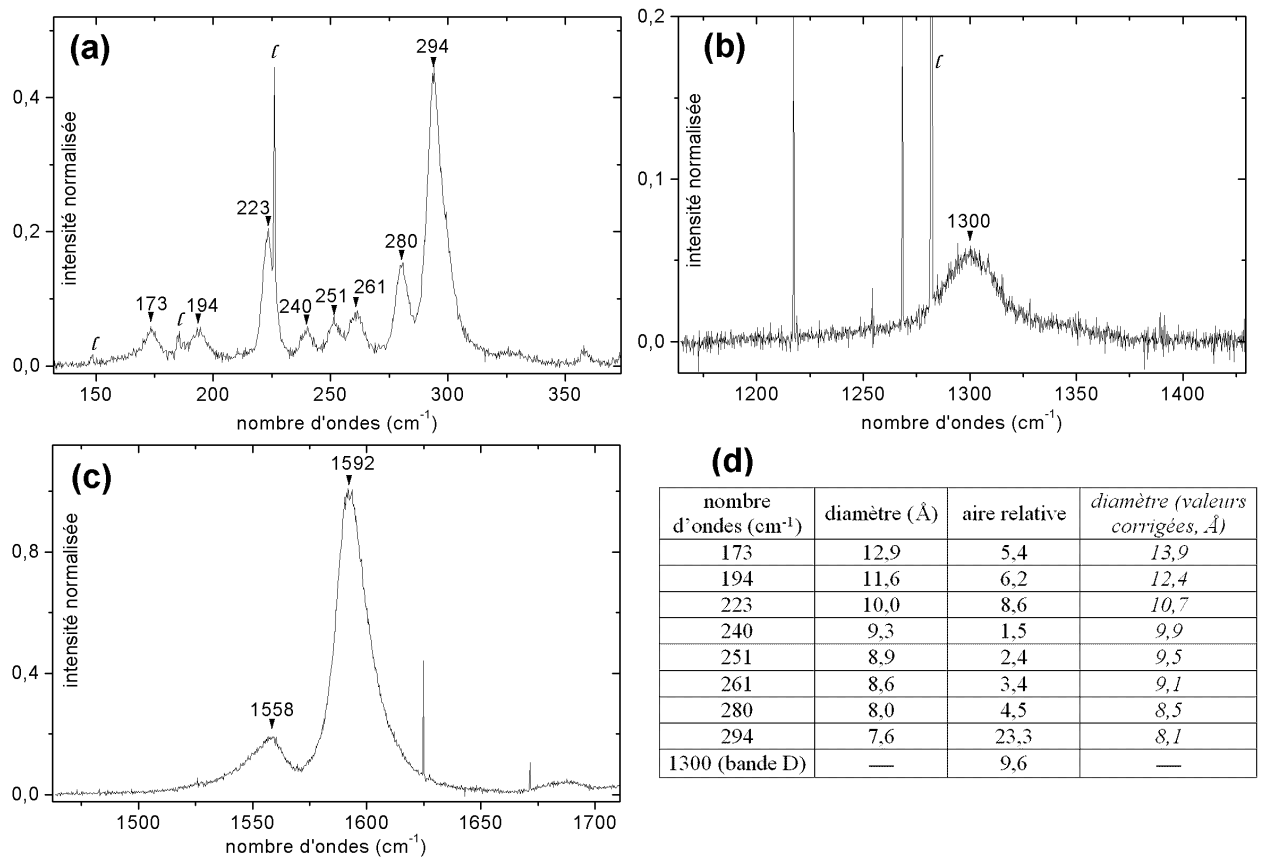 (a)
intensité normalisée
0,4
0,2
0,0
ℓ
294
223
280
173
ℓ
194
240
251
261
ℓ
150
200
250
300
350
nombre d'ondes (cm⁻¹)
(b)
intensité normalisée
0,2
0,1
0,0
ℓ
1300
1200
1250
1300
1350
1400
nombre d'ondes (cm⁻¹)
(c)
intensité normalisée
0,8
0,4
0,0
1592
1558
1500
1550
1600
1650
1700
nombre d'ondes (cm⁻¹)
(d)
nombre d’ondes (cm⁻¹) diamètre (Å) aire relative diamètre (valeurs corrigées, Å)
173 12,9 5,4 13,9
194 11,6 6,2 12,4
223 10,0 8,6 10,7
240 9,3 1,5 9,9
251 8,9 2,4 9,5
261 8,6 3,4 9,1
280 8,0 4,5 8,5
294 7,6 23,3 8,1
1300 (bande D) — 9,6 —